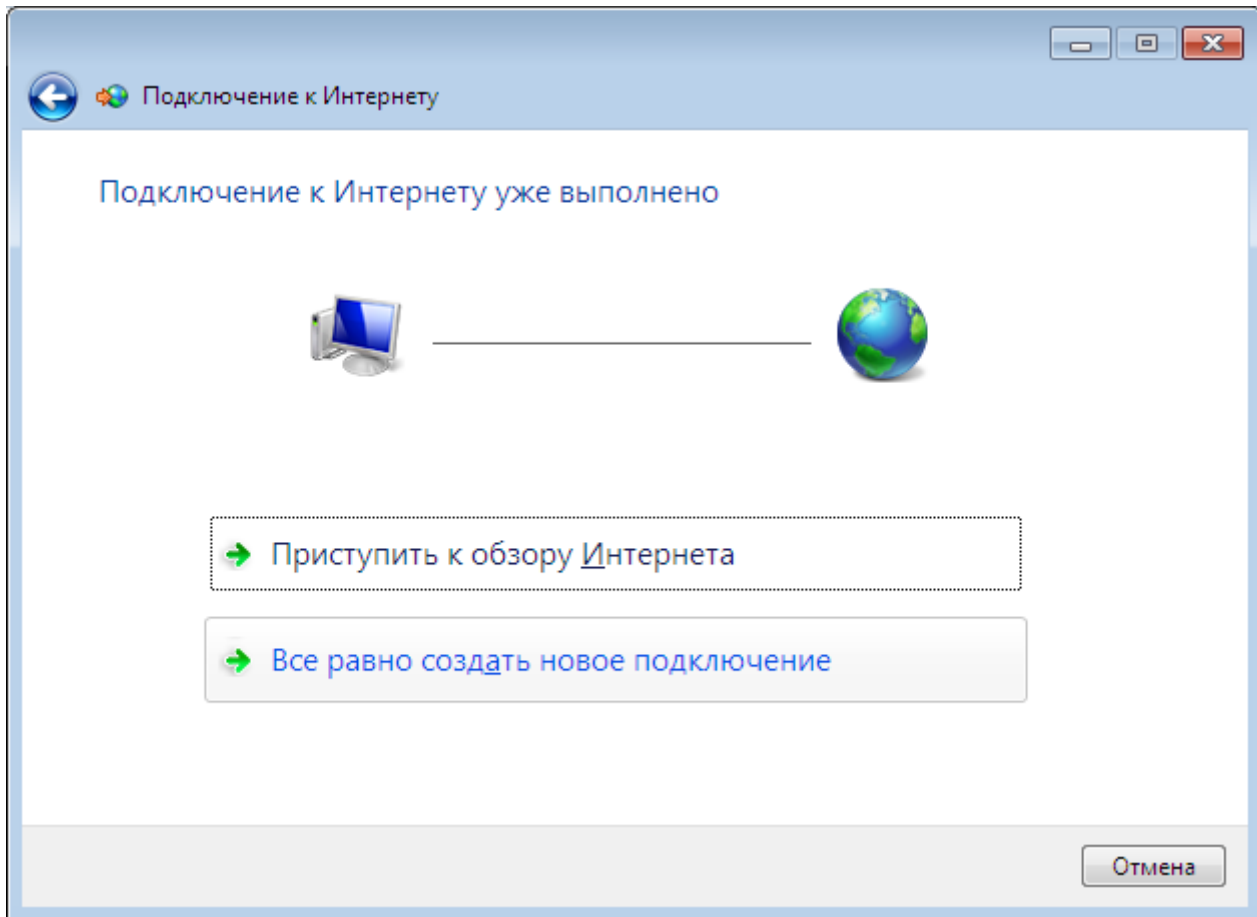 Подключение к Интернету
Подключение к Интернету уже выполнено
Приступить к обзору Интернета
Все равно создать новое подключение
Отмена